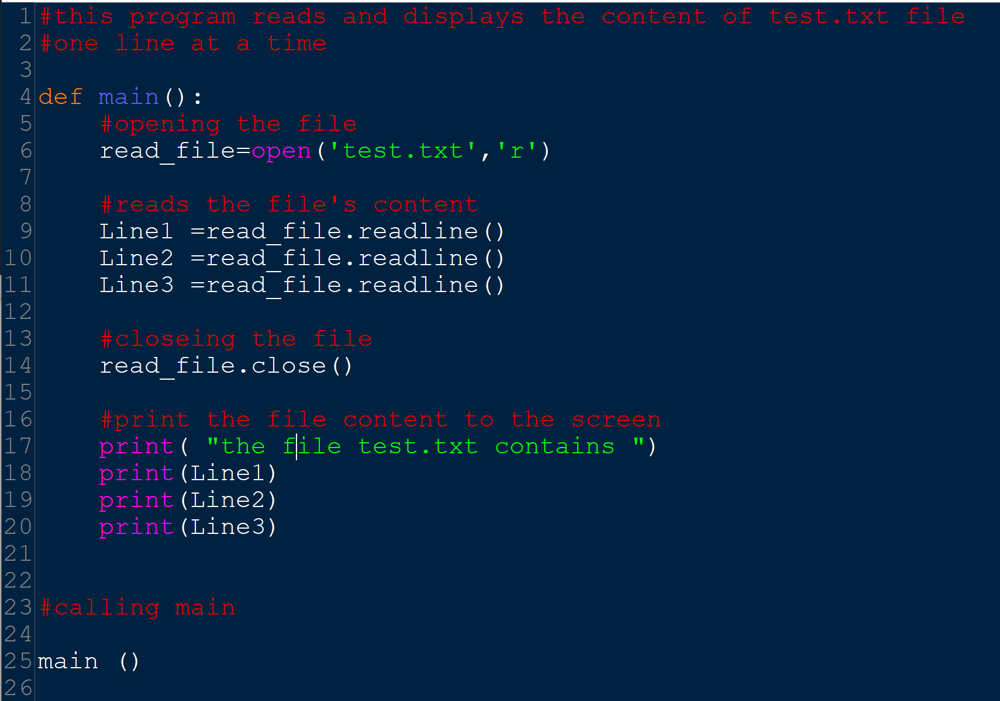 1 #this program reads and displays the content of test.txt file
2 #one line at a time
3
4 def main():
5     #opening the file
6     read_file=open('test.txt','r')
7
8     #reads the file's content
9     Line1 =read_file.readline()
10     Line2 =read_file.readline()
11     Line3 =read_file.readline()
12
13     #closeing the file
14     read_file.close()
15
16     #print the file content to the screen
17     print( "the file test.txt contains ")
18     print(Line1)
19     print(Line2)
20     print(Line3)
21
22
23 #calling main
24
25 main ()
26